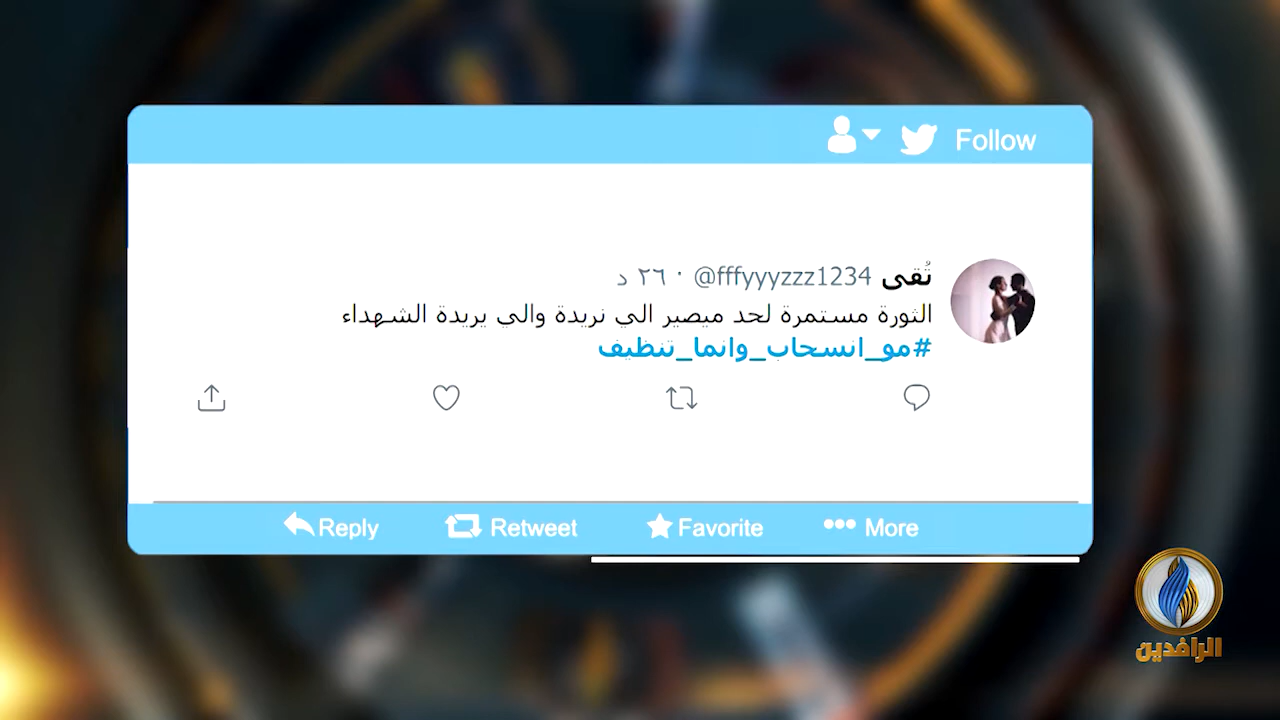 Follow
تُقى @fffyyyzzz1234 · ٢٦ د
الثورة مستمرة لحد ميصير الي نريدة والي يريدة الشهداء
#مو_انسحاب_وانما_تنظيف
Reply Retweet Favorite More
الرافدين